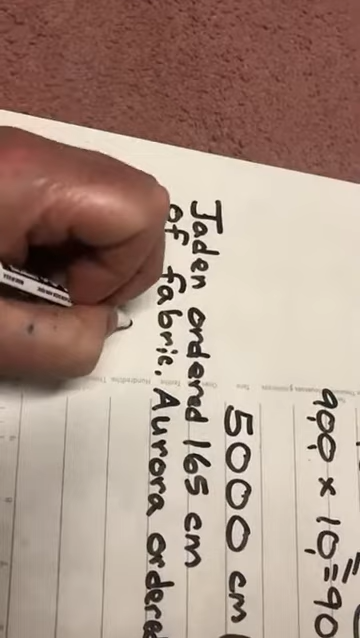 900 × 10 = 90
5000 cm
Jaden ordered 165 cm
of fabric. Aurora ordered